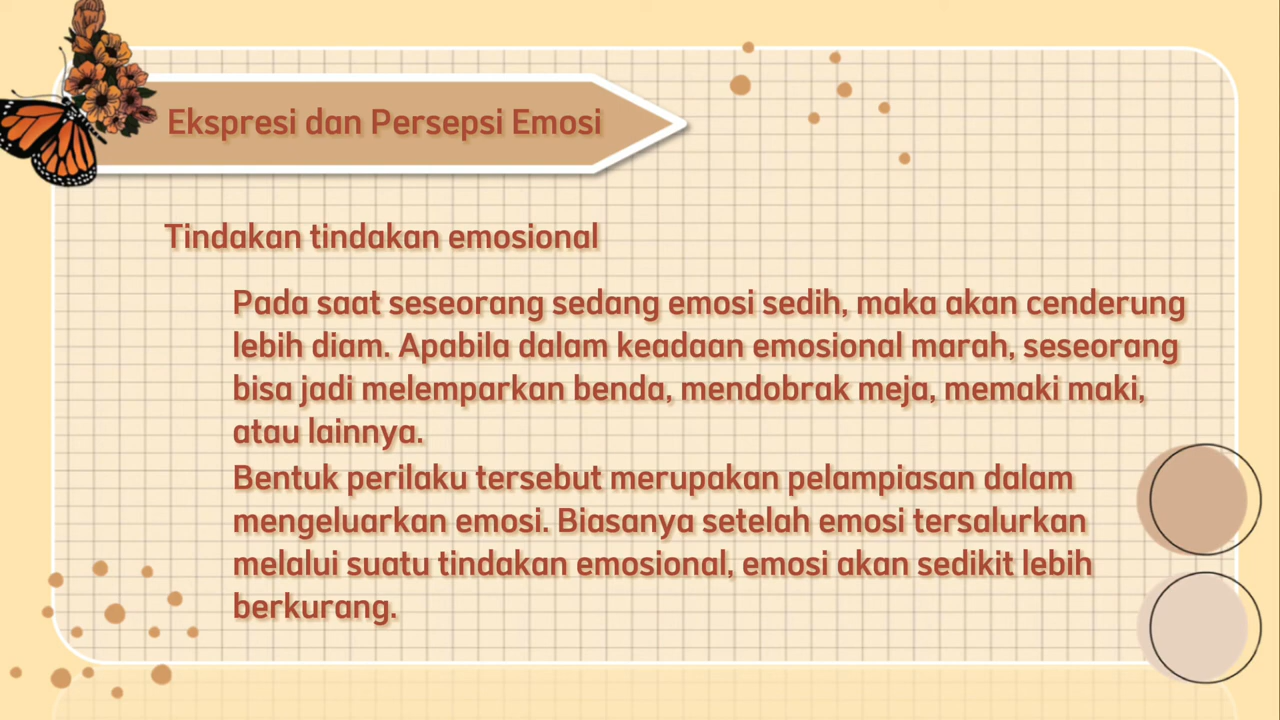 Ekspresi dan Persepsi Emosi
Tindakan tindakan emosional
Pada saat seseorang sedang emosi sedih, maka akan cenderung
lebih diam. Apabila dalam keadaan emosional marah, seseorang
bisa jadi melemparkan benda, mendobrak meja, memaki maki,
atau lainnya.
Bentuk perilaku tersebut merupakan pelampiasan dalam
mengeluarkan emosi. Biasanya setelah emosi tersalurkan
melalui suatu tindakan emosional, emosi akan sedikit lebih
berkurang.